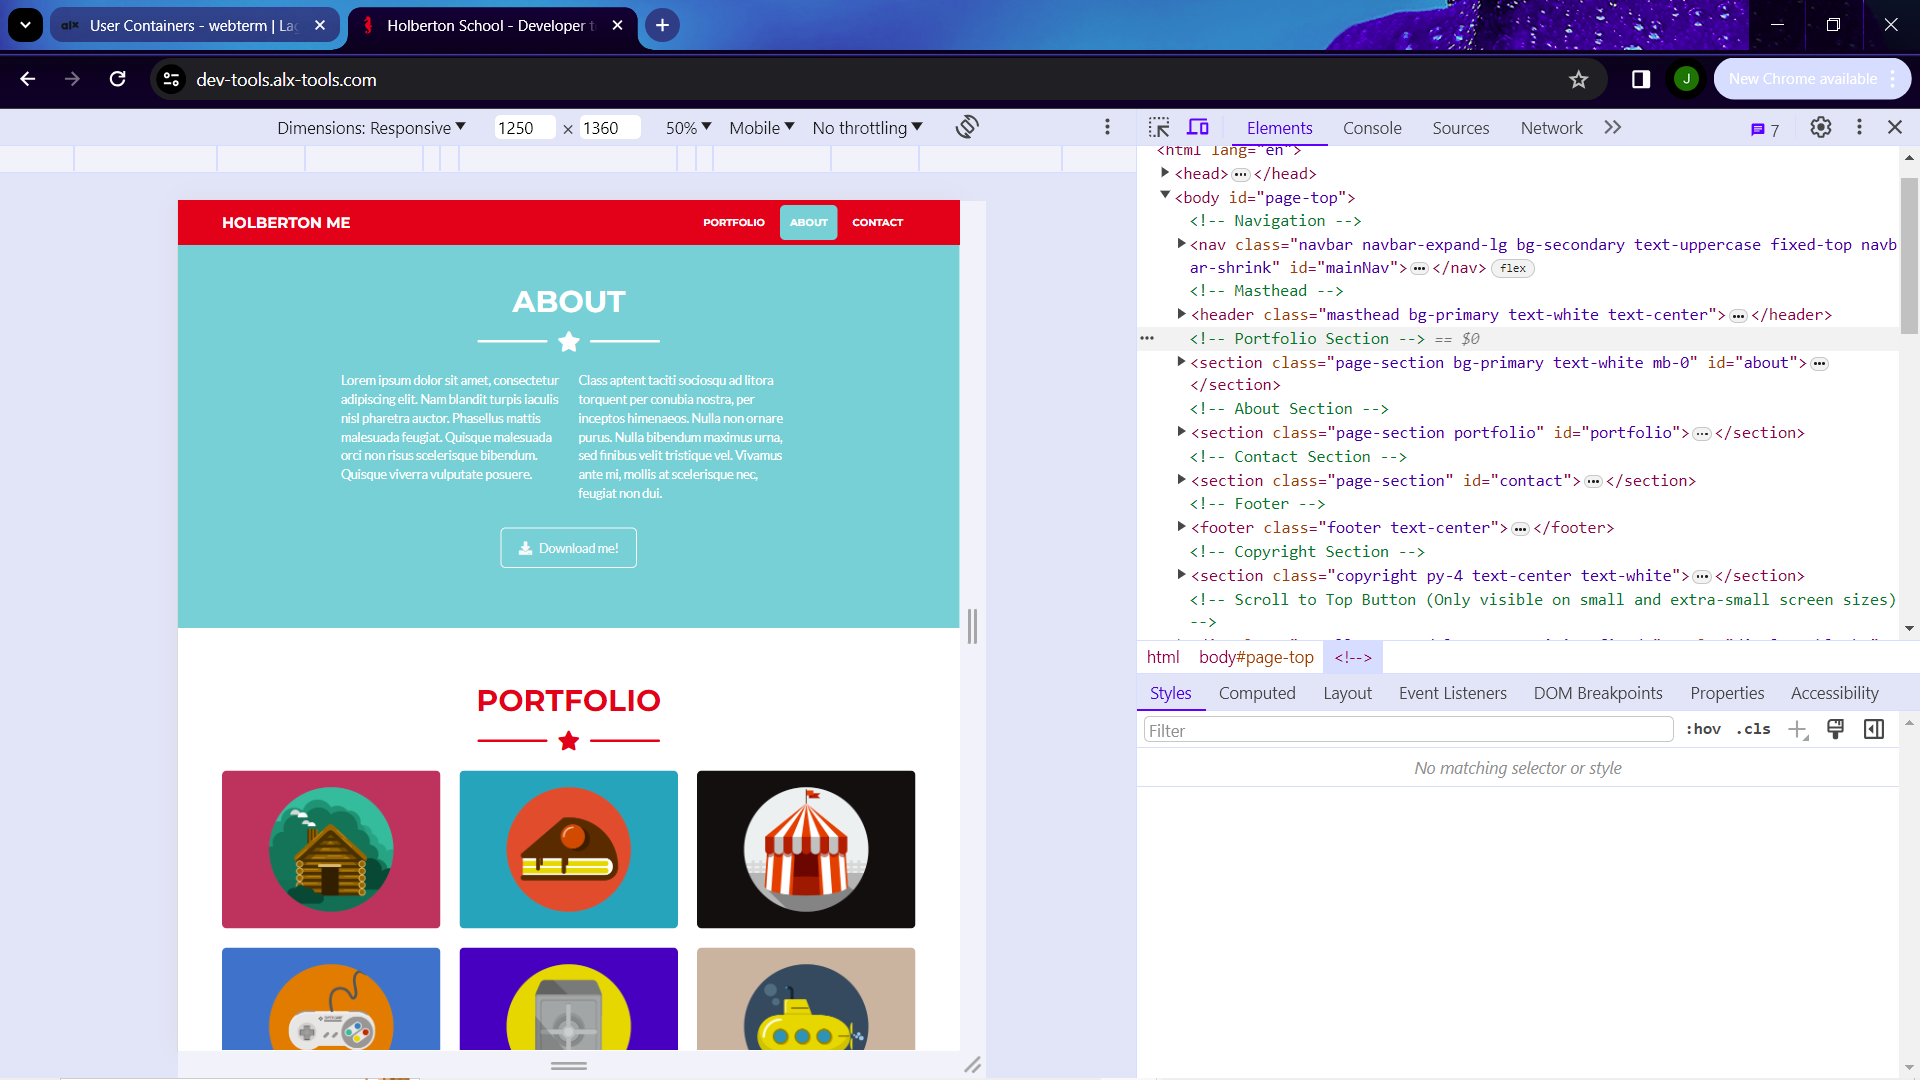 alx User Containers - webterm | Lag
Holberton School - Developer t
dev-tools.alx-tools.com
J
New Chrome available
Dimensions: Responsive
1250 × 1360
50%
Mobile
No throttling
Elements
Console
Sources
Network
7
HOLBERTON ME
PORTFOLIO
ABOUT
CONTACT
ABOUT
Lorem ipsum dolor sit amet, consectetur
adipiscing elit. Nam blandit turpis iaculis
nisl pharetra auctor. Phasellus mattis
malesuada feugiat. Quisque malesuada
orci non risus scelerisque bibendum.
Quisque viverra vulputate posuere.
Class aptent taciti sociosqu ad litora
torquent per conubia nostra, per
inceptos himenaeos. Nulla non ornare
purus. Nulla bibendum maximus urna,
sed finibus velit tristique vel. Vivamus
ante mi, mollis at scelerisque nec,
feugiat non dui.
Download me!
PORTFOLIO
<html lang="en">
<head> ⋯ </head>
<body id="page-top">
<!-- Navigation -->
<nav class="navbar navbar-expand-lg bg-secondary text-uppercase fixed-top navb
ar-shrink" id="mainNav"> ⋯ </nav> flex
<!-- Masthead -->
<header class="masthead bg-primary text-white text-center"> ⋯ </header>
<!-- Portfolio Section --> == $0
<section class="page-section bg-primary text-white mb-0" id="about"> ⋯
</section>
<!-- About Section -->
<section class="page-section portfolio" id="portfolio"> ⋯ </section>
<!-- Contact Section -->
<section class="page-section" id="contact"> ⋯ </section>
<!-- Footer -->
<footer class="footer text-center"> ⋯ </footer>
<!-- Copyright Section -->
<section class="copyright py-4 text-center text-white"> ⋯ </section>
<!-- Scroll to Top Button (Only visible on small and extra-small screen sizes)
-->
html
body#page-top
<!-->
Styles
Computed
Layout
Event Listeners
DOM Breakpoints
Properties
Accessibility
Filter
:hov
.cls
No matching selector or style